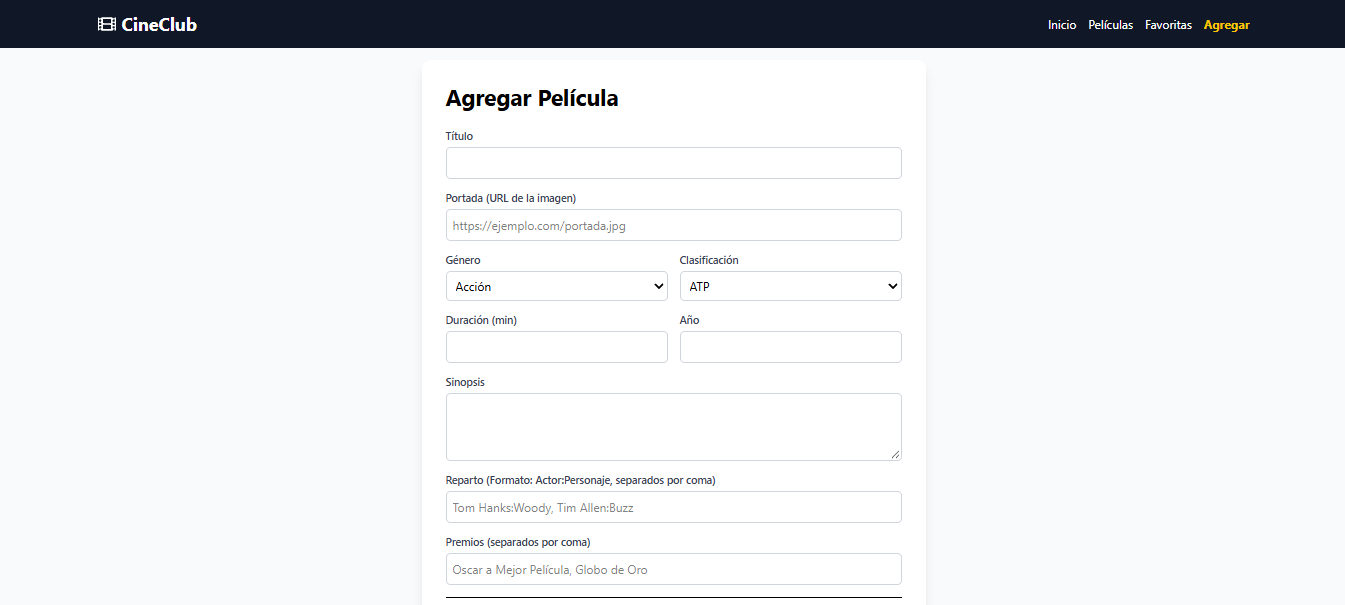 CineClub
Inicio Películas Favoritas Agregar
Agregar Película
Título
Portada (URL de la imagen)
https://ejemplo.com/portada.jpg
Género Clasificación
Acción ATP
Duración (min) Año
Sinopsis
Reparto (Formato: Actor:Personaje, separados por coma)
Tom Hanks:Woody, Tim Allen:Buzz
Premios (separados por coma)
Oscar a Mejor Película, Globo de Oro